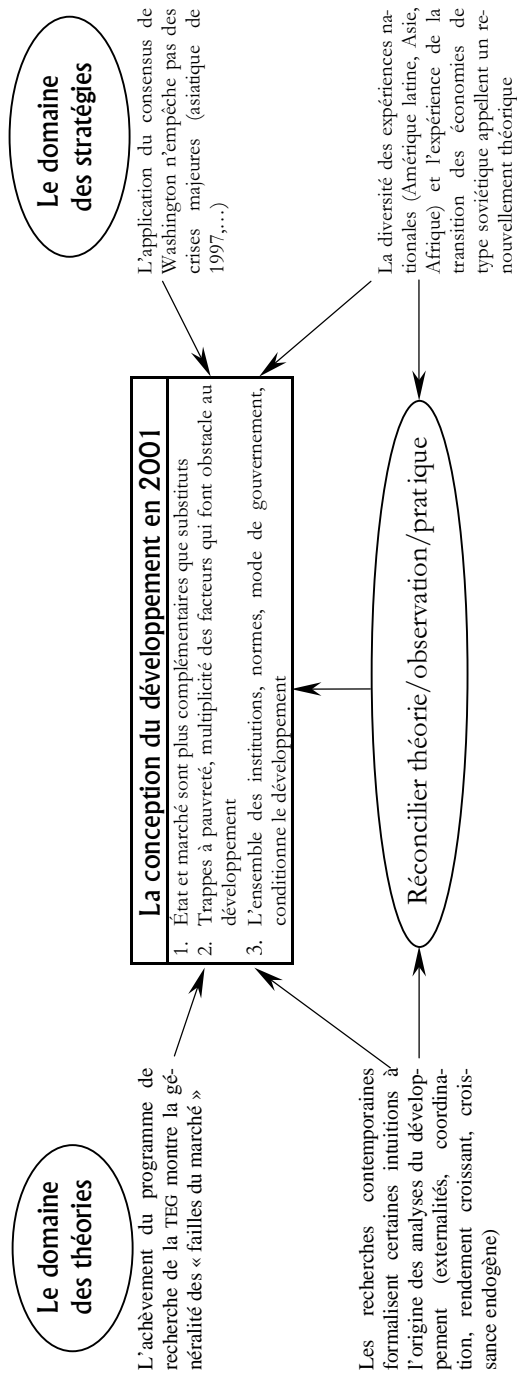 Le domaine
des théories
L'achèvement du programme de
recherche de la TEG montre la gé-
néralité des « failles du marché »
Les recherches contemporaines
formalisent certaines intuitions à
l'origine des analyses du dévelop-
pement (externalités, coordina-
tion, rendement croissant, crois-
sance endogène)
La conception du développement en 2001
1. État et marché sont plus complémentaires que substituts
2. Trappes à pauvreté, multiplicité des facteurs qui font obstacle au
développement
3. L'ensemble des institutions, normes, mode de gouvernement,
conditionne le développement
Réconcilier théorie/observation/pratique
Le domaine
des stratégies
L'application du consensus de
Washington n'empêche pas des
crises majeures (asiatique de
1997,…)
La diversité des expériences na-
tionales (Amérique latine, Asie,
Afrique) et l'expérience de la
transition des économies de
type soviétique appellent un re-
nouvellement théorique